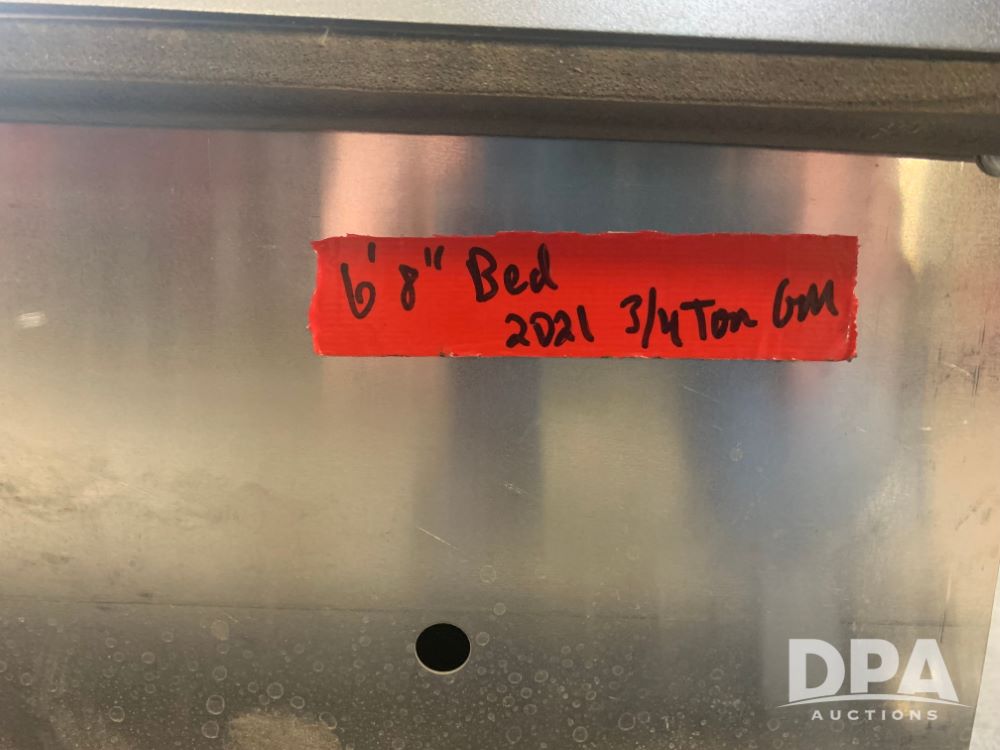 6' 8" Bed
2021 3/4 Ton GM
DPA
AUCTIONS